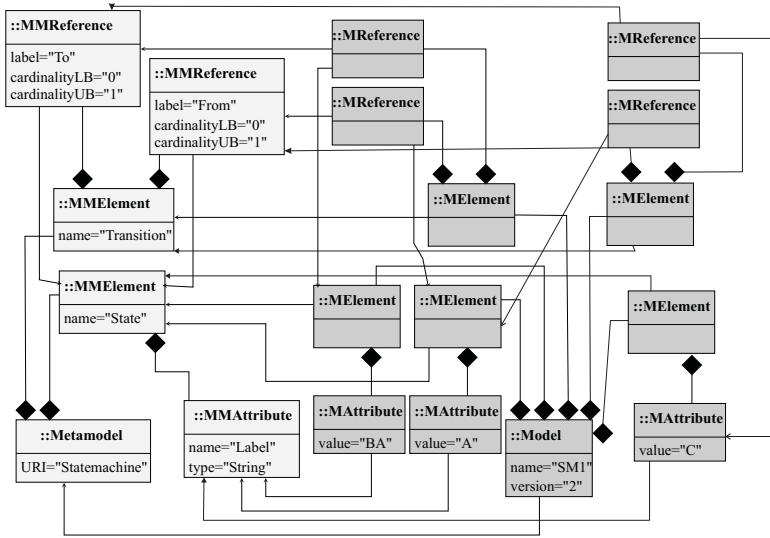 ::MMReference
label="To"
cardinalityLB="0"
cardinalityUB="1"
::MMReference
label="From"
cardinalityLB="0"
cardinalityUB="1"
::MReference
::MReference
::MReference
::MReference
::MMElement
name="Transition"
::MElement
::MElement
::MMElement
name="State"
::MElement
::MElement
::MElement
::Metamodel
URI="Statemachine"
::MMAttribute
name="Label"
type="String"
::MAttribute
value="BA"
::MAttribute
value="A"
::Model
name="SM1"
version="2"
::MAttribute
value="C"